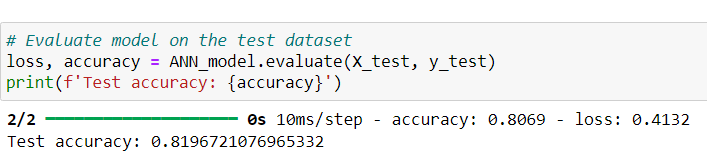 # Evaluate model on the test dataset
loss, accuracy = ANN_model.evaluate(X_test, y_test)
print(f'Test accuracy: {accuracy}')
2/2 ━━━━━━━━━━━━━━━━━━━━ 0s 10ms/step - accuracy: 0.8069 - loss: 0.4132
Test accuracy: 0.8196721076965332